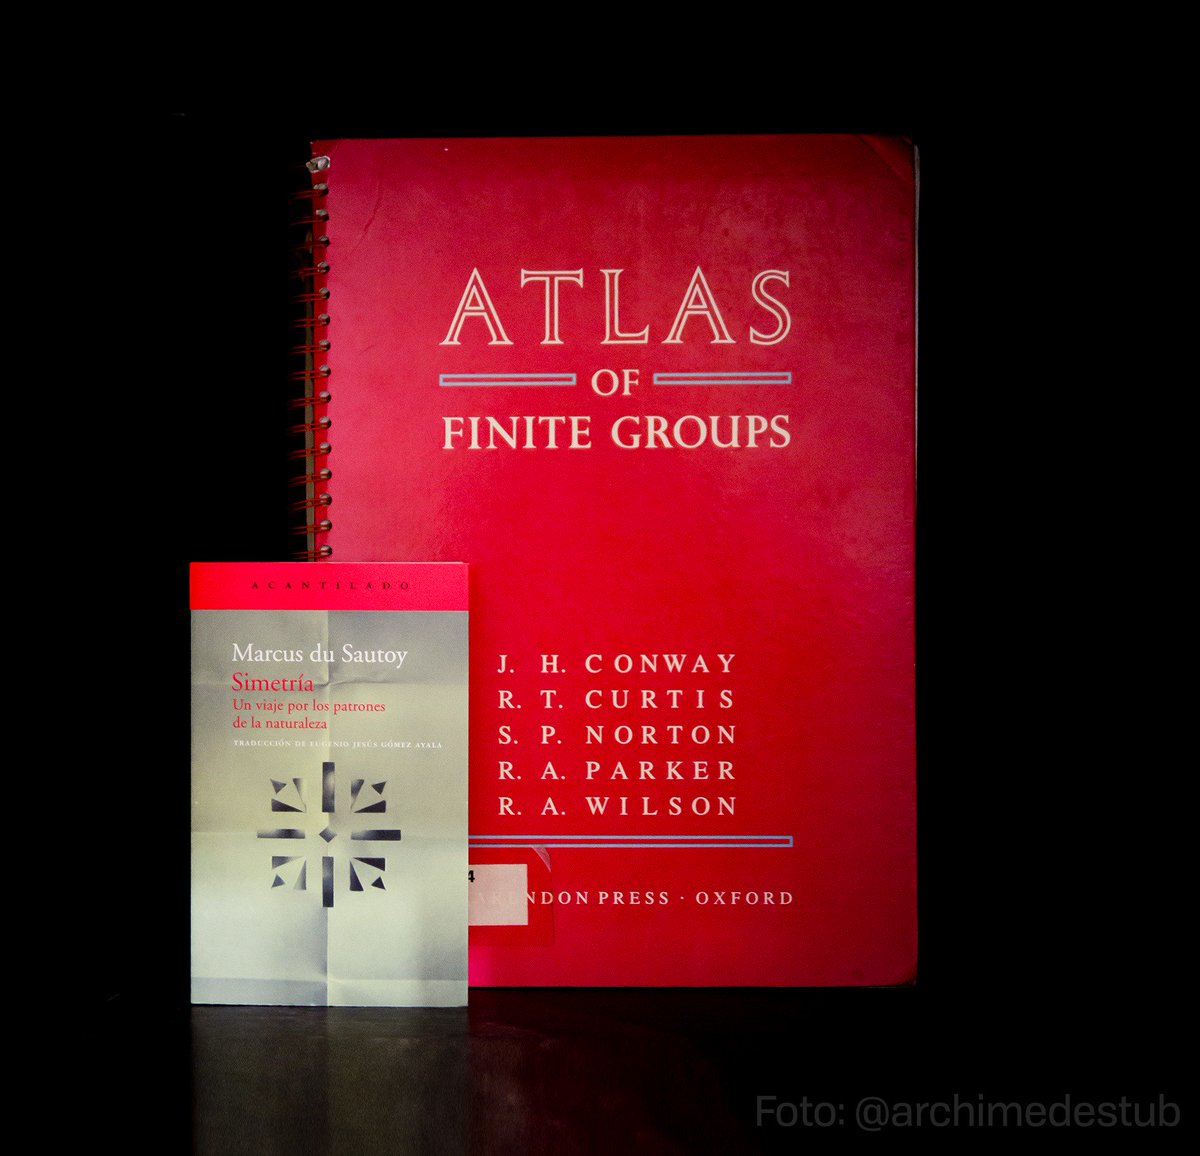 ATLAS
OF
FINITE GROUPS
J. H. CONWAY
R. T. CURTIS
S. P. NORTON
R. A. PARKER
R. A. WILSON
PRESS · OXFORD
4
ACANTILADO
Marcus du Sautoy
Simetría
Un viaje por los patrones
de la naturaleza
TRADUCCIÓN DE EUGENIO JESÚS GÓMEZ AYALA
Foto: @archimedestub